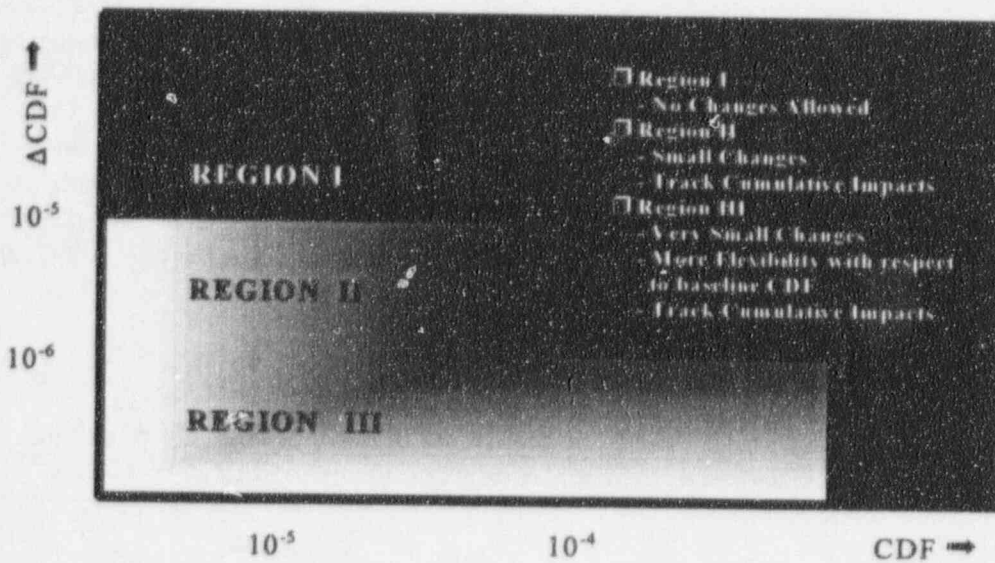 ΔCDF ➞
10⁻⁵
10⁻⁶
REGION I
REGION II
REGION III
❒ Region I
- No Changes Allowed
❒ Region II
- Small Changes
- Track Cumulative Impacts
❒ Region III
- Very Small Changes
- More Flexibility with respect
to baseline CDF
- Track Cumulative Impacts
10⁻⁵
10⁻⁴
CDF ➞